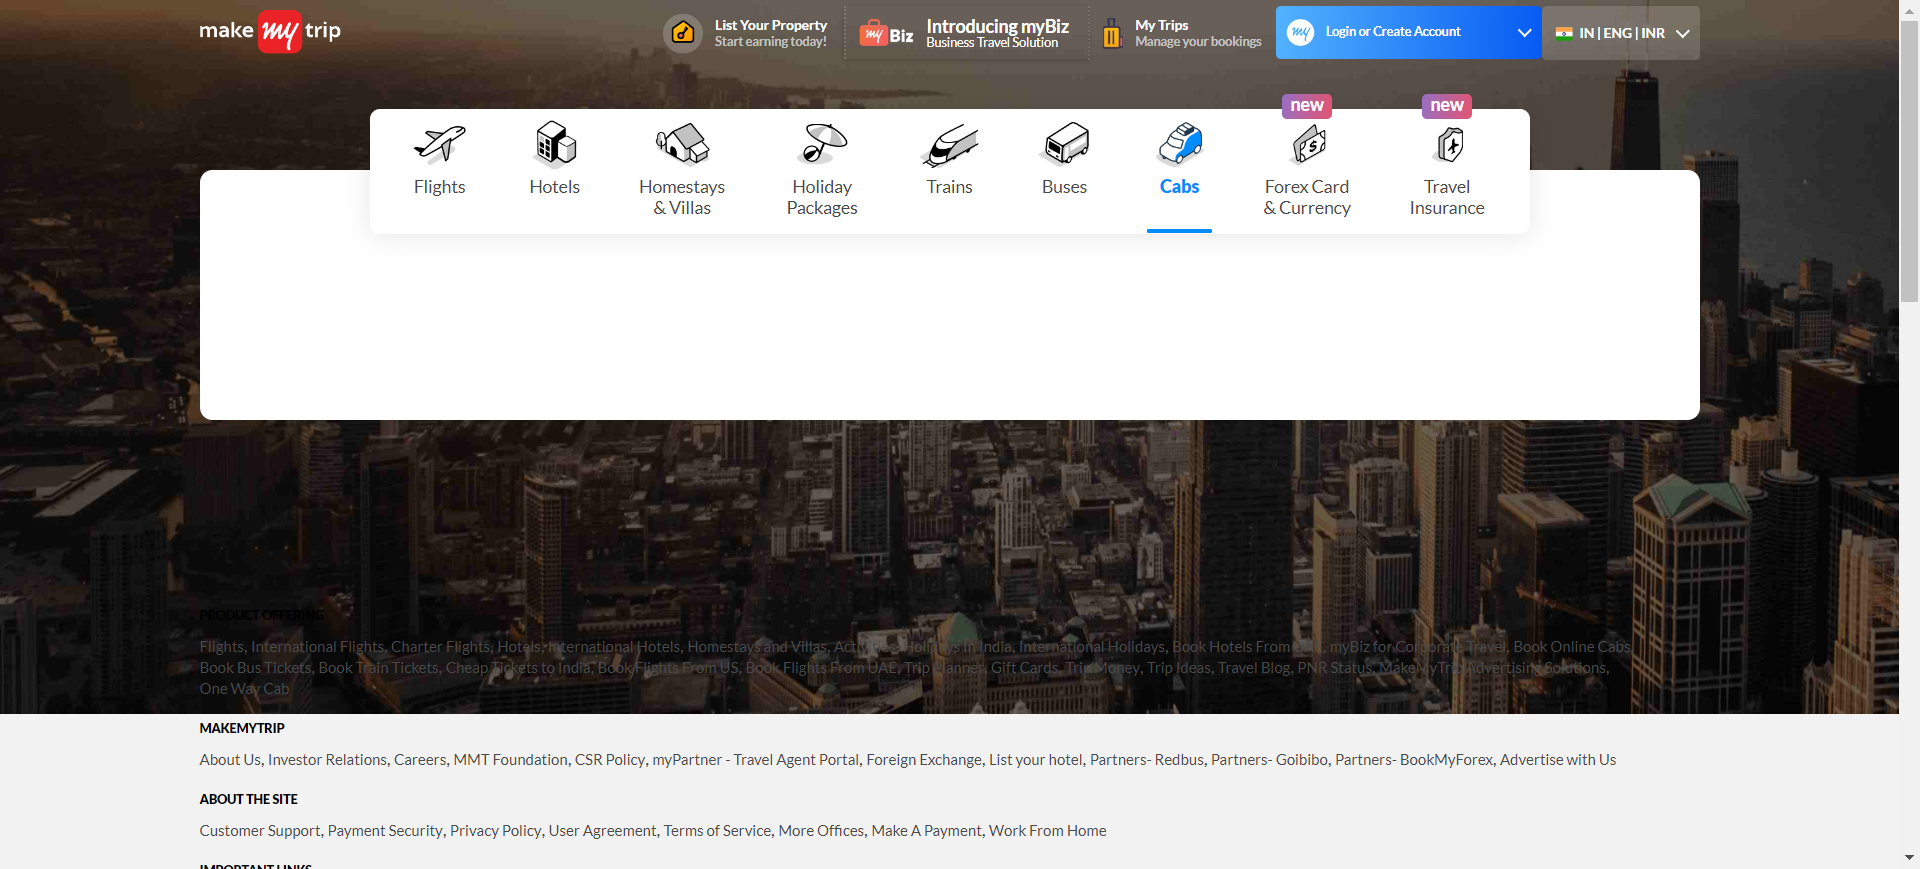 make my trip
List Your Property
Start earning today!
my Biz
Introducing myBiz
Business Travel Solution
My Trips
Manage your bookings
my
Login or Create Account
IN | ENG | INR
new
new
Flights
Hotels
Homestays
& Villas
Holiday
Packages
Trains
Buses
Cabs
Forex Card
& Currency
Travel
Insurance
PRODUCT OFFERING
Flights, International Flights, Charter Flights, Hotels, International Hotels, Homestays and Villas, Activities, Holidays In India, International Holidays, Book Hotels From , myBiz for Corporate Travel, Book Online Cabs,
Book Bus Tickets, Book Train Tickets, Cheap Tickets to India, Book Flights From US, Book Flights From UAE, Trip Planner, Gift Cards, Trip Money, Trip Ideas, Travel Blog, PNR Status, MakeMyTrip Advertising Solutions,
One Way Cab
MAKEMYTRIP
About Us, Investor Relations, Careers, MMT Foundation, CSR Policy, myPartner - Travel Agent Portal, Foreign Exchange, List your hotel, Partners- Redbus, Partners- Goibibo, Partners- BookMyForex, Advertise with Us
ABOUT THE SITE
Customer Support, Payment Security, Privacy Policy, User Agreement, Terms of Service, More Offices, Make A Payment, Work From Home
IMPORTANT LINKS